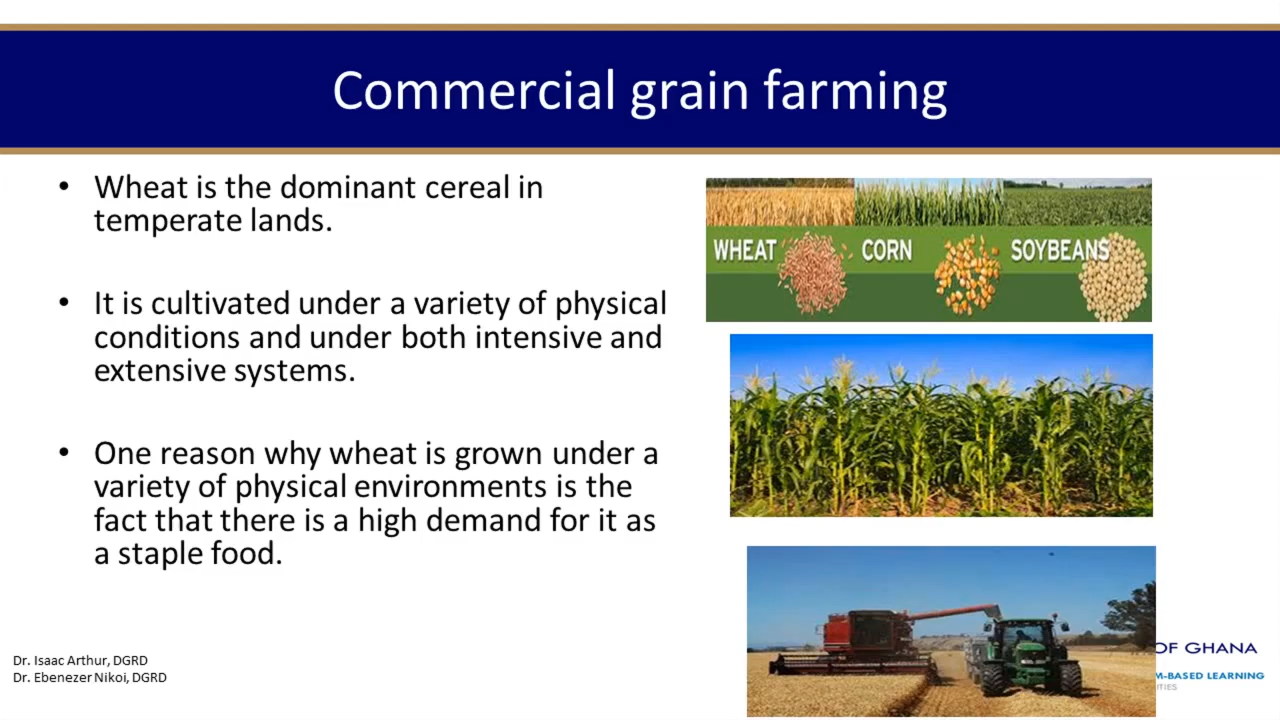 Commercial grain farming
• Wheat is the dominant cereal in
temperate lands.
• It is cultivated under a variety of physical
conditions and under both intensive and
extensive systems.
• One reason why wheat is grown under a
variety of physical environments is the
fact that there is a high demand for it as
a staple food.
WHEAT CORN SOYBEANS
Dr. Isaac Arthur, DGRD
Dr. Ebenezer Nikoi, DGRD
OF GHANA
M-BASED LEARNING
ITIES